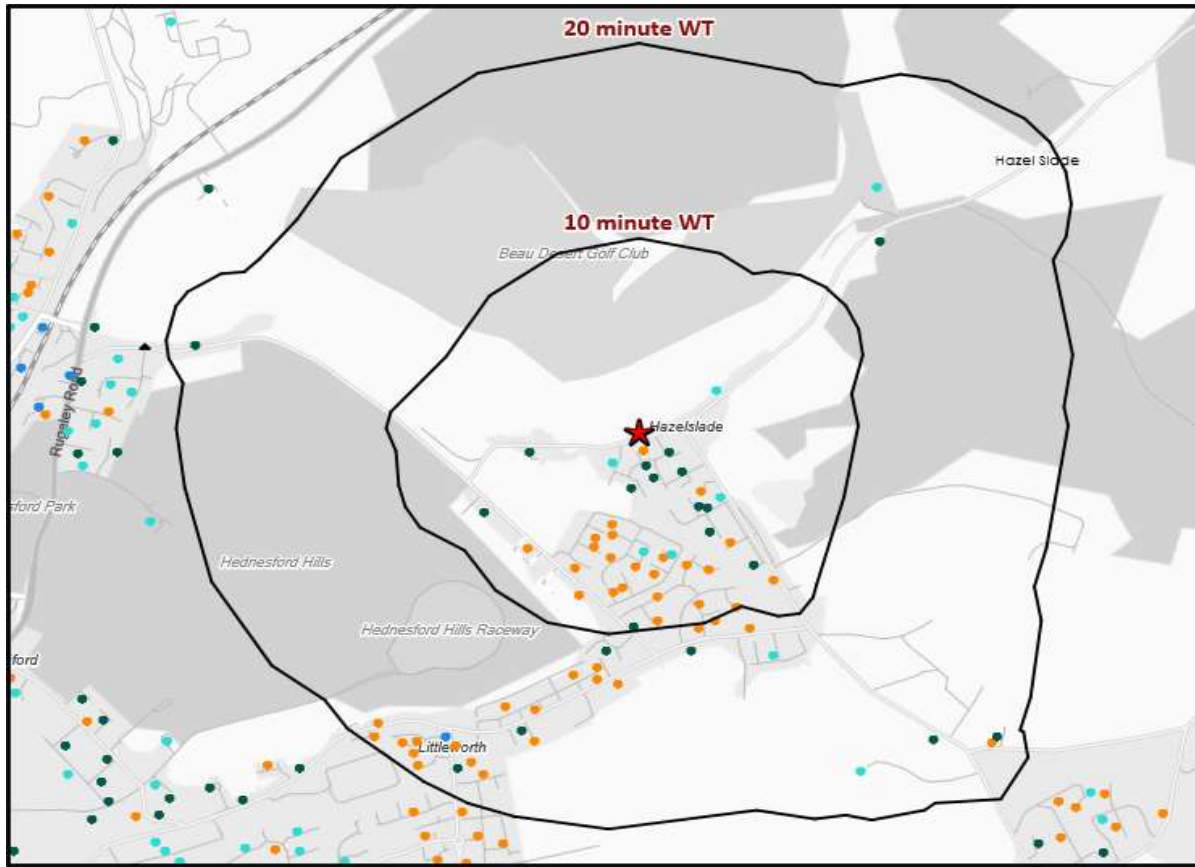 20 minute WT
Hazel Slade
10 minute WT
Beau Desert Golf Club
Rugeley Road
Hazelslade
sford Park
Hednesford Hills
Hednesford Hills Raceway
ford
Littleworth